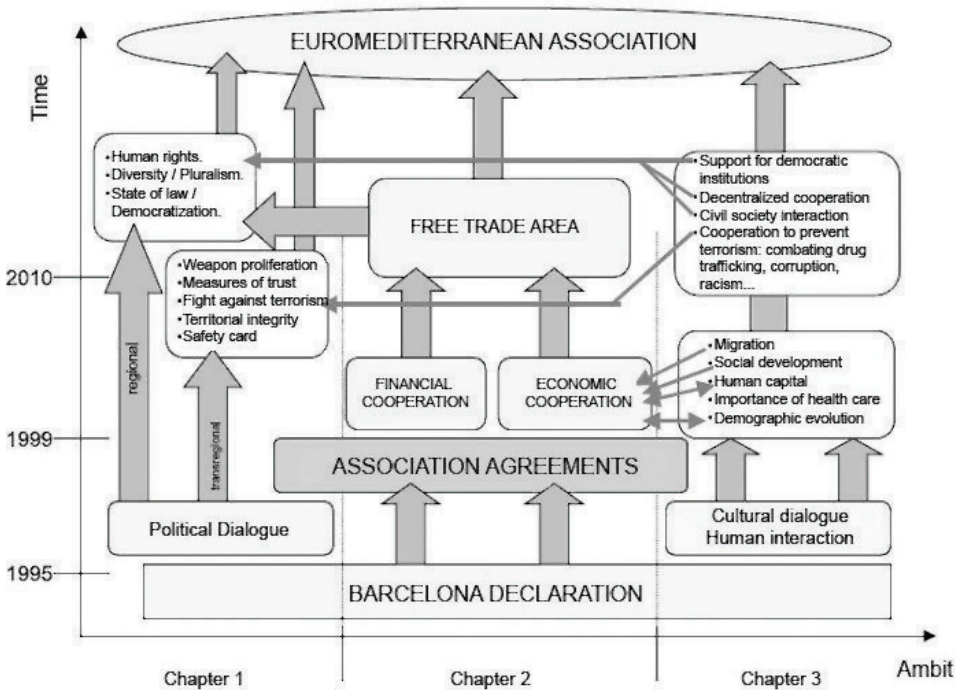 EUROMEDITERRANEAN ASSOCIATION
Time
•Human rights.
•Diversity / Pluralism.
•State of law /
Democratization.
FREE TRADE AREA
•Support for democratic
institutions
•Decentralized cooperation
•Civil society interaction
•Cooperation to prevent
terrorism: combating drug
trafficking, corruption,
racism...
2010
•Weapon proliferation
•Measures of trust
•Fight against terrorism
•Territorial integrity
•Safety card
regional
transregional
FINANCIAL
COOPERATION
ECONOMIC
COOPERATION
•Migration
•Social development
•Human capital
•Importance of health care
•Demographic evolution
1999
ASSOCIATION AGREEMENTS
Political Dialogue
Cultural dialogue
Human interaction
1995
BARCELONA DECLARATION
Chapter 1
Chapter 2
Chapter 3
Ambit